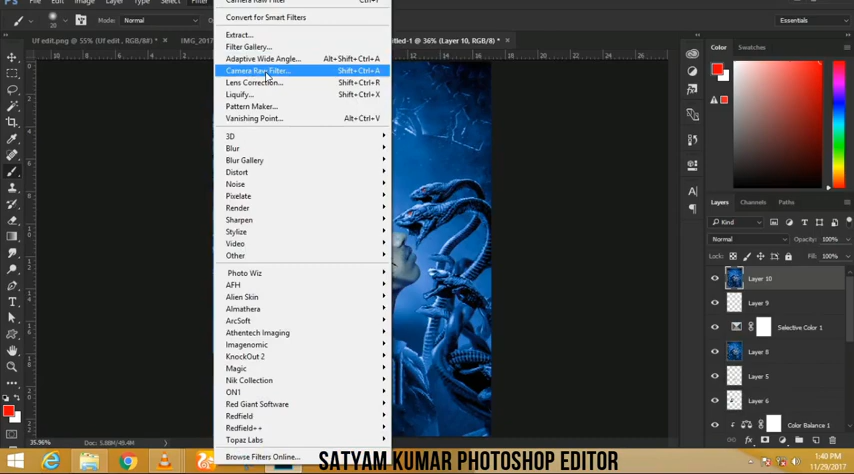 File Edit Image Layer Type Select Filter
Camera Raw Filter Ctrl+F
20 Mode: Normal Essentials
Uf edit.png @ 55% (Uf edit , RGB/8#) * × IMG_2017 titled-1 @ 36% (Layer 10, RGB/8) * ×
Convert for Smart Filters
Extract...
Filter Gallery...
Adaptive Wide Angle... Alt+Shift+Ctrl+A
Camera Raw Filter... Shift+Ctrl+A
Lens Correction... Shift+Ctrl+R
Liquify... Shift+Ctrl+X
Pattern Maker...
Vanishing Point... Alt+Ctrl+V
3D
Blur
Blur Gallery
Distort
Noise
Pixelate
Render
Sharpen
Stylize
Video
Other
Photo Wiz
AFH
Alien Skin
Almathera
ArcSoft
Athentech Imaging
Imagenomic
KnockOut 2
Magic
Nik Collection
ON1
Red Giant Software
Redfield
Redfield++
Topaz Labs
Browse Filters Online...
Color Swatches
Layers Channels Paths
Kind
Normal Opacity: 100%
Lock: Fill: 100%
Layer 10
Layer 9
Selective Color 1
Layer 8
Layer 5
Layer 6
Color Balance 1
35.96% Doc: 5.88M/45.4M
SATYAM KUMAR PHOTOSHOP EDITOR
1:40 PM
11/29/2017